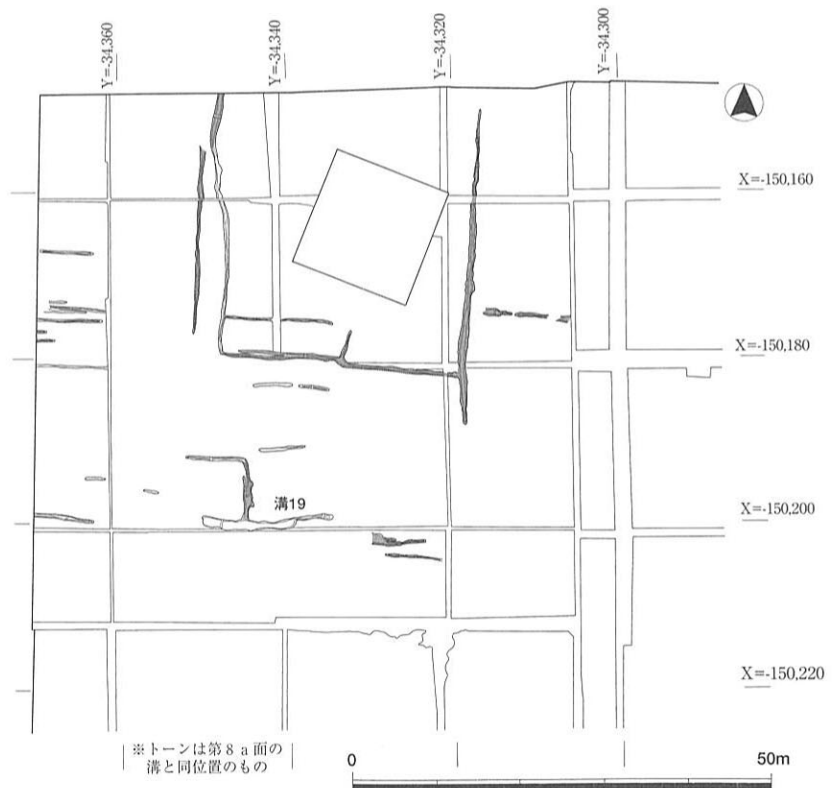 Y=-34,360
Y=-34,340
Y=-34,320
Y=-34,300
X=-150,160
X=-150,180
溝19
X=-150,200
X=-150,220
※トーンは第8a面の
溝と同位置のもの
0
50m